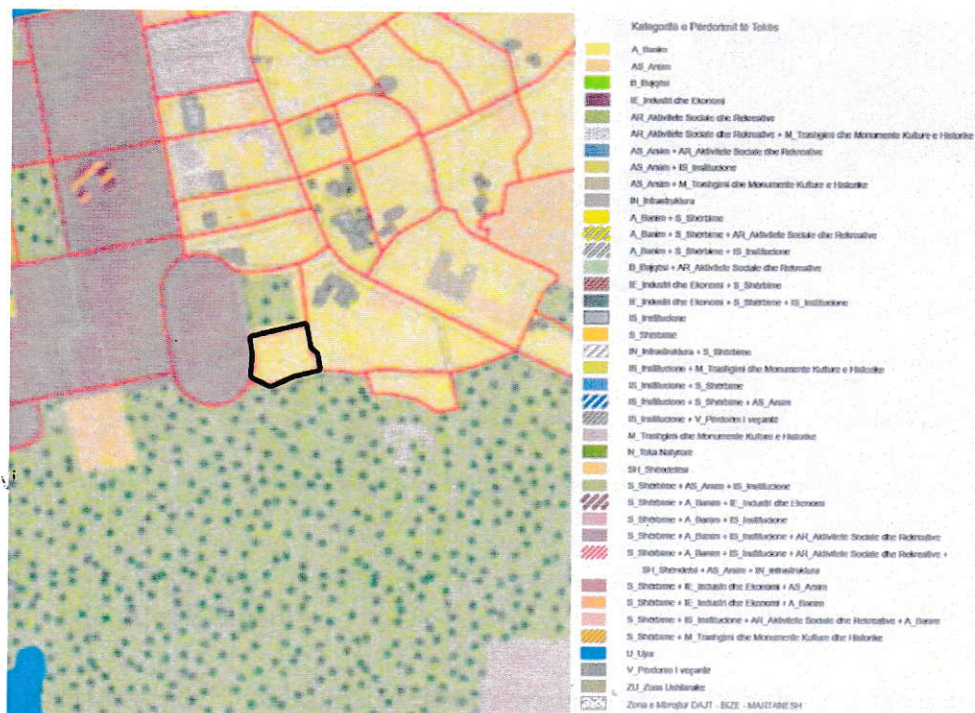 Kategoritë e Përdorimit të Tokës
A_Banim
AS_Arsim
B_Bujqësi
IE_Industri dhe Ekonomi
AR_Aktivitete Sociale dhe Rekreative
AR_Aktivitete Sociale dhe Rekreative + M_Trashgimi dhe Monumente Kulture e Historike
AS_Arsim + AR_Aktivitete Sociale dhe Rekreative
AS_Arsim + IS_Institucione
AS_Arsim + M_Trashgimi dhe Monumente Kulture e Historike
IN_Infrastruktura
A_Banim + S_Shërbime
A_Banim + S_Shërbime + AR_Aktivitete Sociale dhe Rekreative
A_Banim + S_Shërbime + IS_Institucione
B_Bujqësi + AR_Aktivitete Sociale dhe Rekreative
IE_Industri dhe Ekonomi + S_Shërbime
IE_Industri dhe Ekonomi + S_Shërbime + IS_Institucione
IS_Institucione
S_Shërbime
IN_Infrastruktura + S_Shërbime
IS_Institucione + M_Trashgimi dhe Monumente Kulture e Historike
IS_Institucione + S_Shërbime
IS_Institucione + S_Shërbime + AS_Arsim
IS_Institucione + V_Përdorim i veçantë
M_Trashgimi dhe Monumente Kulture e Historike
N_Toka Natyrore
SH_Shëndetësi
S_Shërbime + AS_Arsim + IS_Institucione
S_Shërbime + A_Banim + IE_Industri dhe Ekonomi
S_Shërbime + A_Banim + IS_Institucione
S_Shërbime + A_Banim + IS_Institucione + AR_Aktivitete Sociale dhe Rekreative
S_Shërbime + A_Banim + IS_Institucione + AR_Aktivitete Sociale dhe Rekreative +
SH_Shëndetsi + AS_Arsim + IN_Infrastruktura
S_Shërbime + IE_Industri dhe Ekonomi + AS_Arsim
S_Shërbime + IE_Industri dhe Ekonomi + A_Banim
S_Shërbime + IS_Institucione + AR_Aktivitete Sociale dhe Rekreative + A_Banim
S_Shërbime + M_Trashgimi dhe Monumente Kulture dhe Historike
U_Ujra
V_Përdorim i veçantë
ZU_Zona Ushtarake
Zona e Mbrojtur DAJT - BIZE - MARTANESH